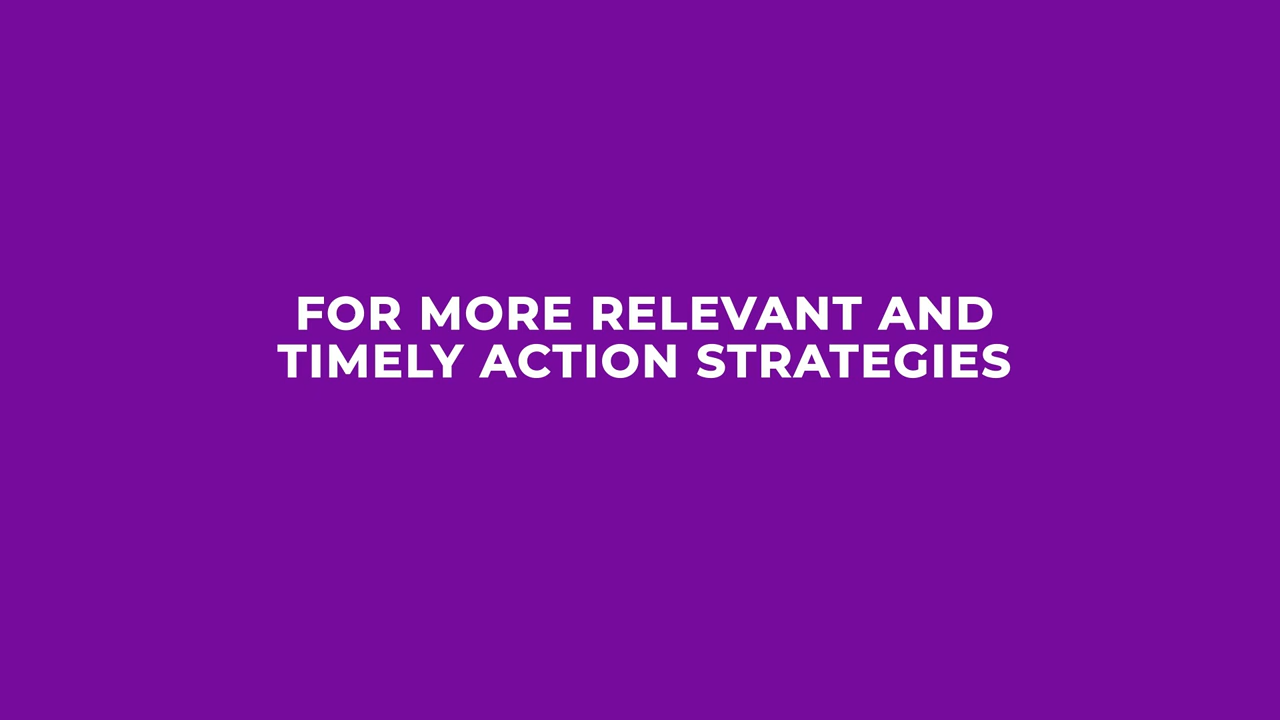 FOR MORE RELEVANT AND
TIMELY ACTION STRATEGIES